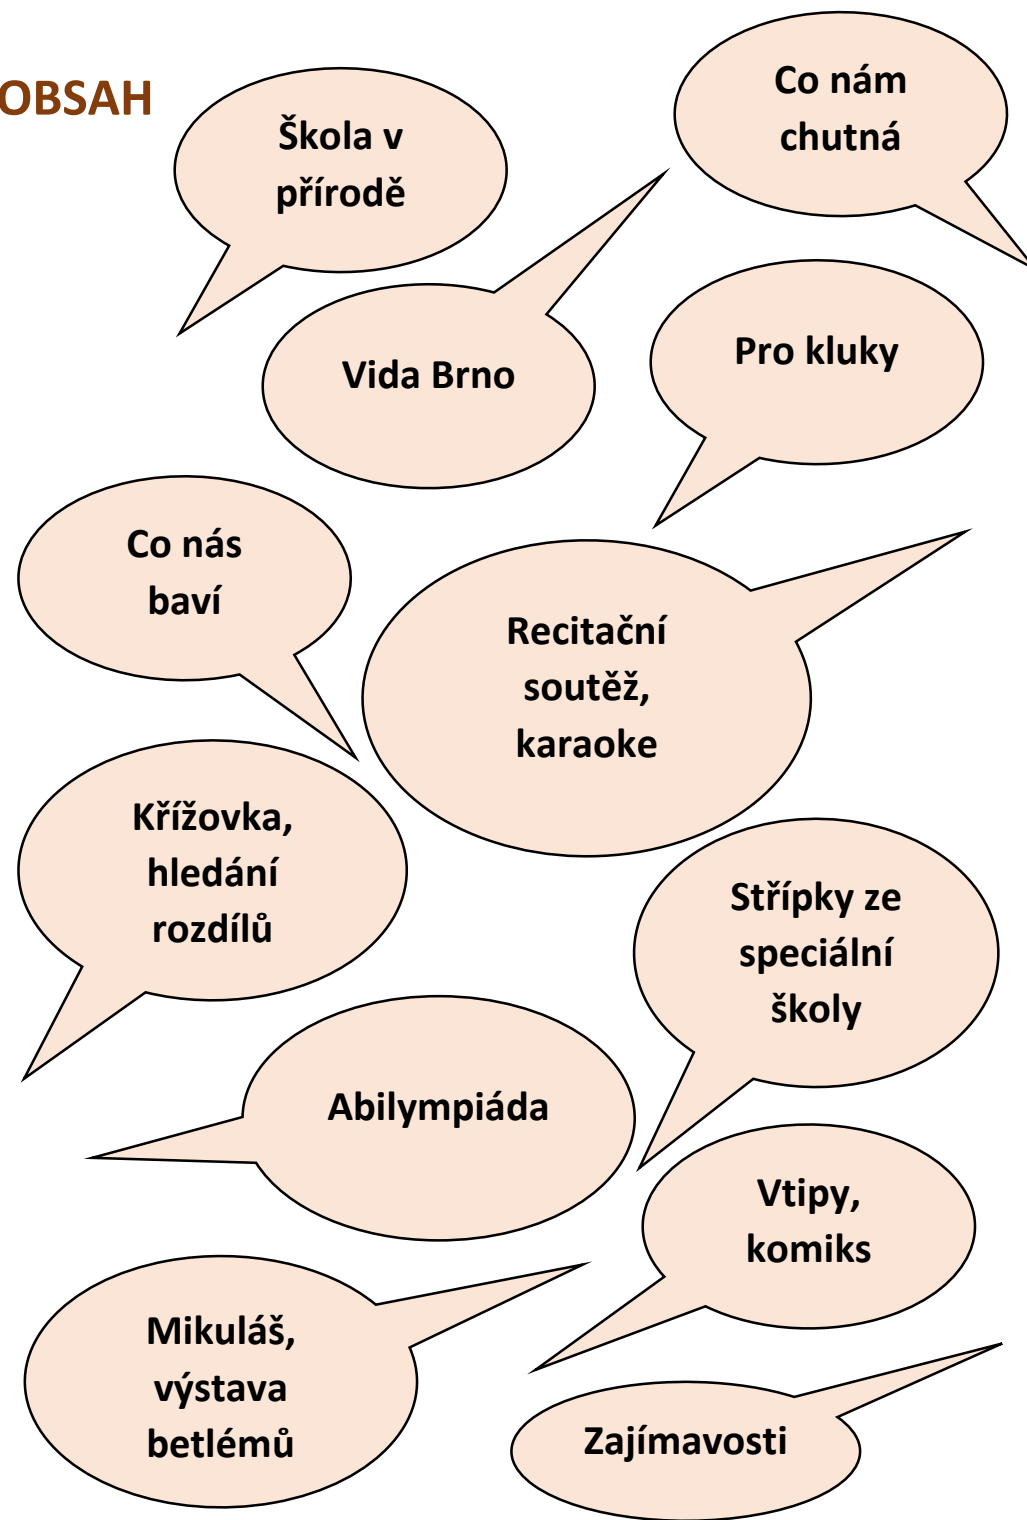 OBSAH
Škola v
přírodě
Co nám
chutná
Vida Brno
Pro kluky
Co nás
baví
Recitační
soutěž,
karaoke
Křížovka,
hledání
rozdílů
Střípky ze
speciální
školy
Abilympiáda
Vtipy,
komiks
Mikuláš,
výstava
betlémů
Zajímavosti